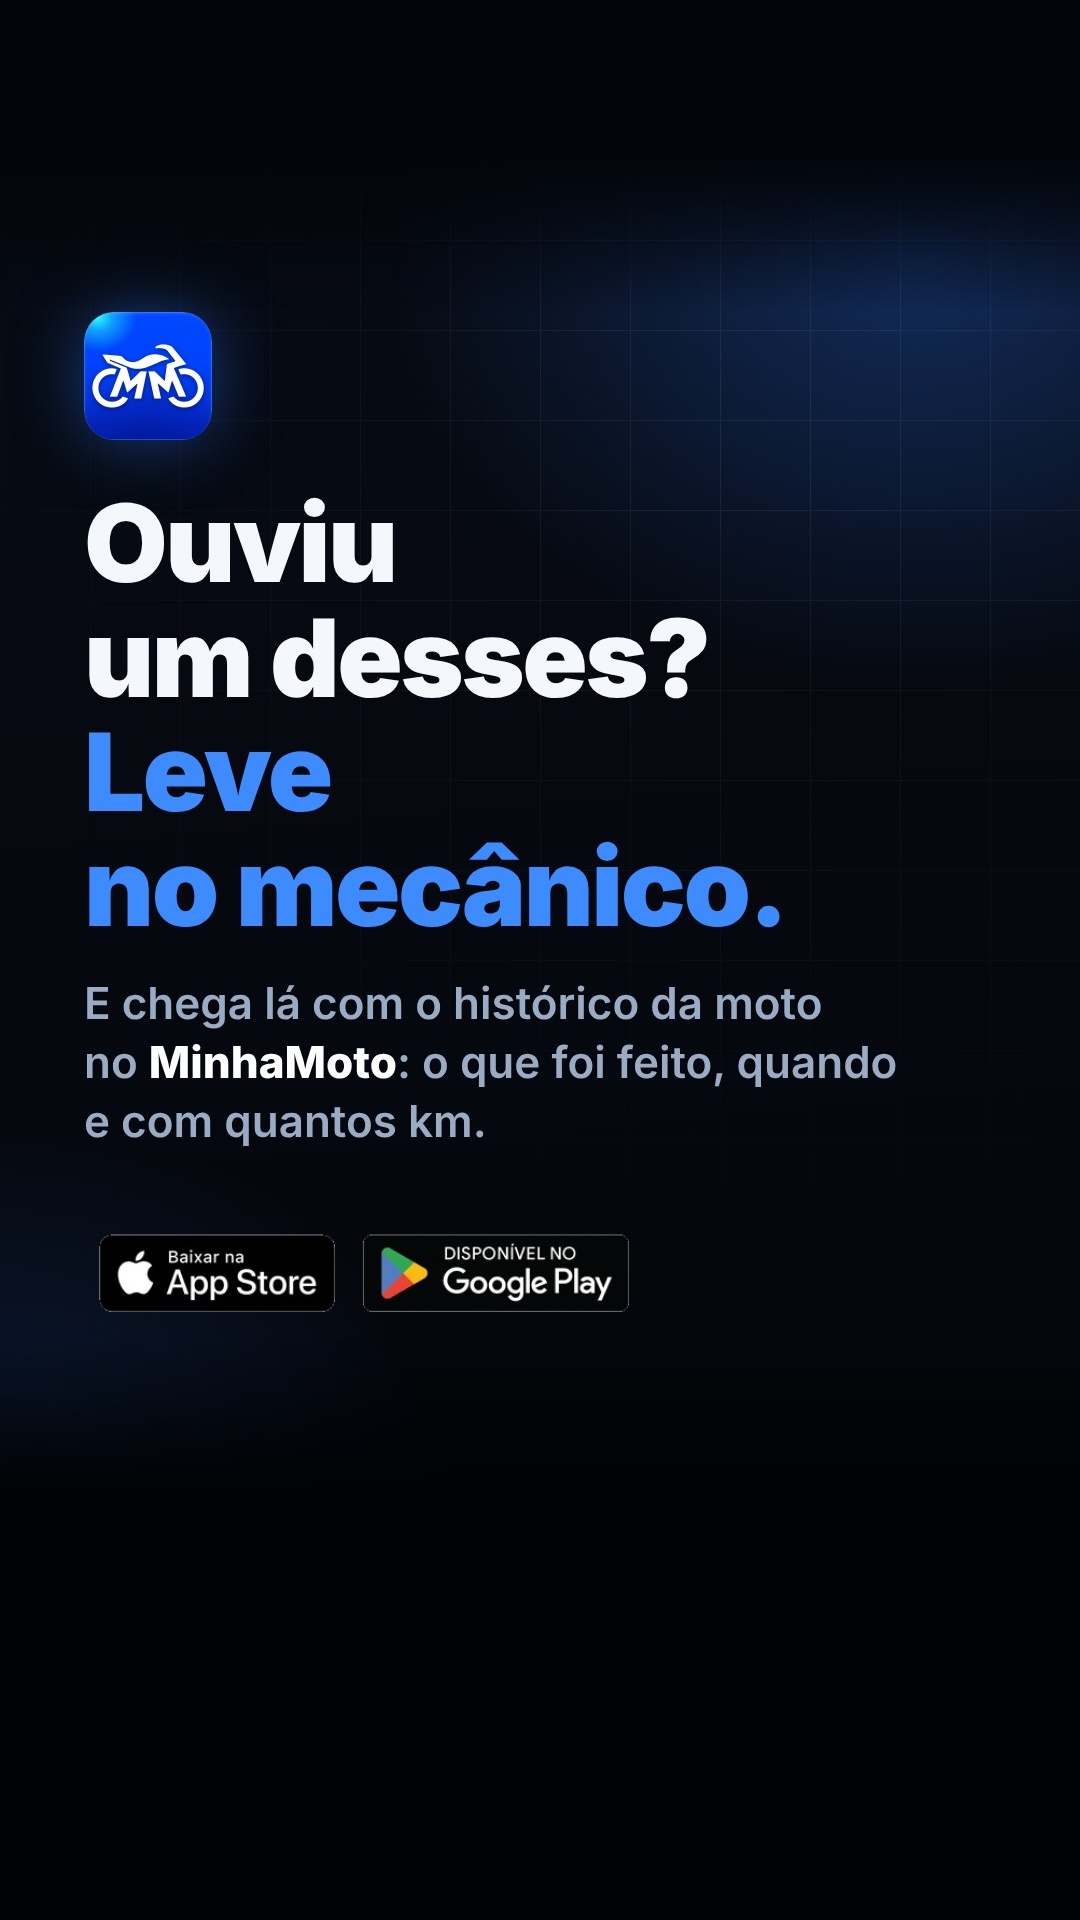 MM
Ouviu
um desses?
Leve
no mecânico.
E chega lá com o histórico da moto
no MinhaMoto: o que foi feito, quando
e com quantos km.
Baixar na
App Store
DISPONÍVEL NO
Google Play